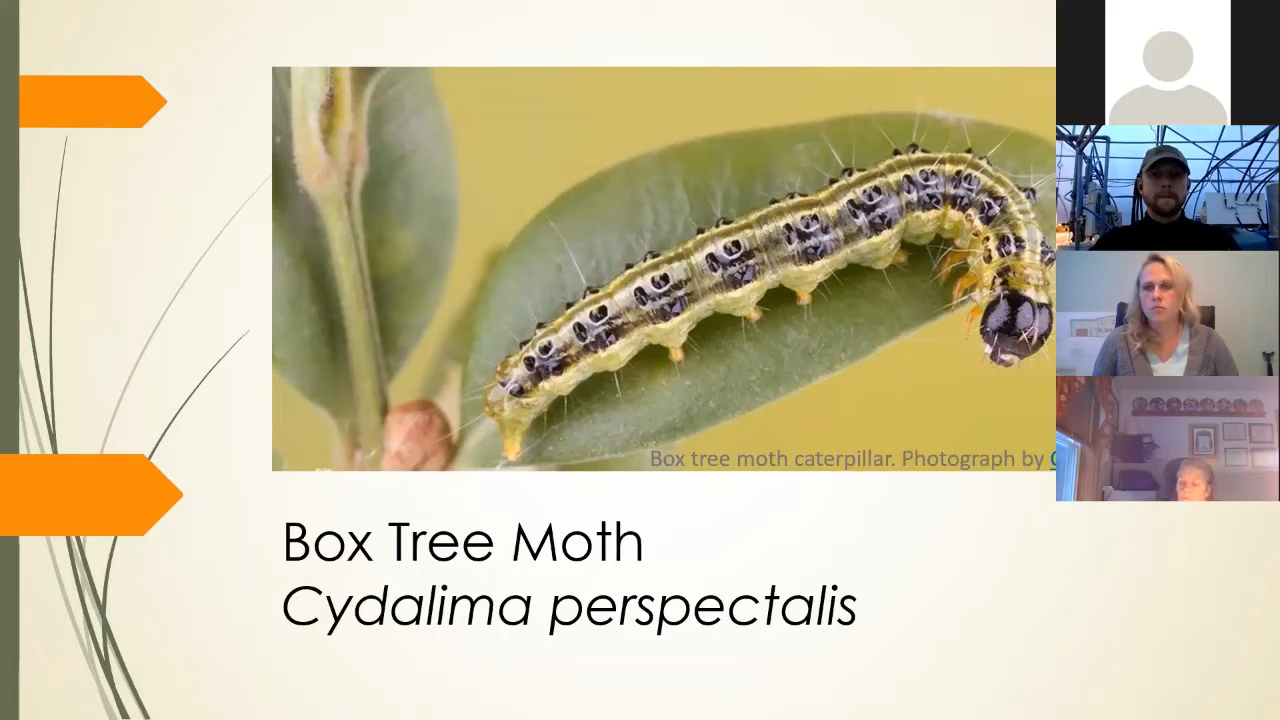 Box tree moth caterpillar. Photograph by
Box Tree Moth
Cydalima perspectalis